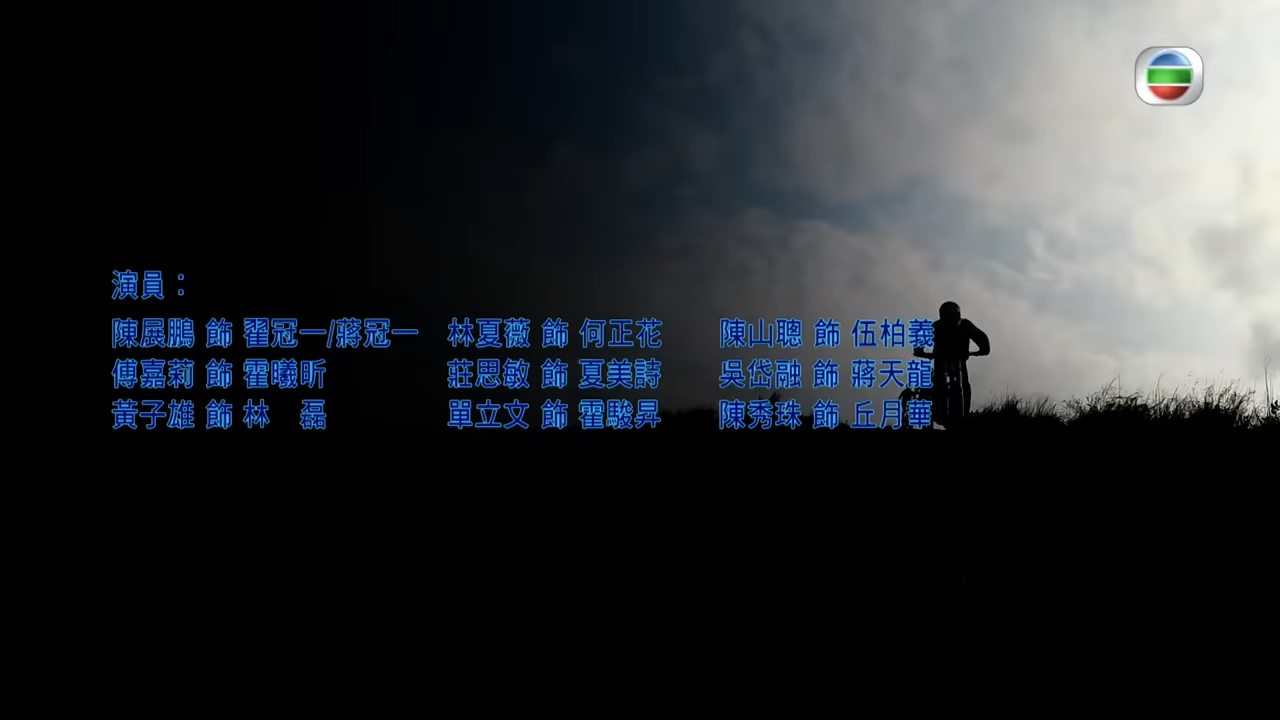 演員：
陳展鵬 飾 翟冠一/蔣冠一 林夏薇 飾 何正花 陳山聰 飾 伍柏義
傅嘉莉 飾 霍曦昕 莊思敏 飾 夏美詩 吳岱融 飾 蔣天龍
黃子雄 飾 林　磊 單立文 飾 霍駿昇 陳秀珠 飾 丘月華